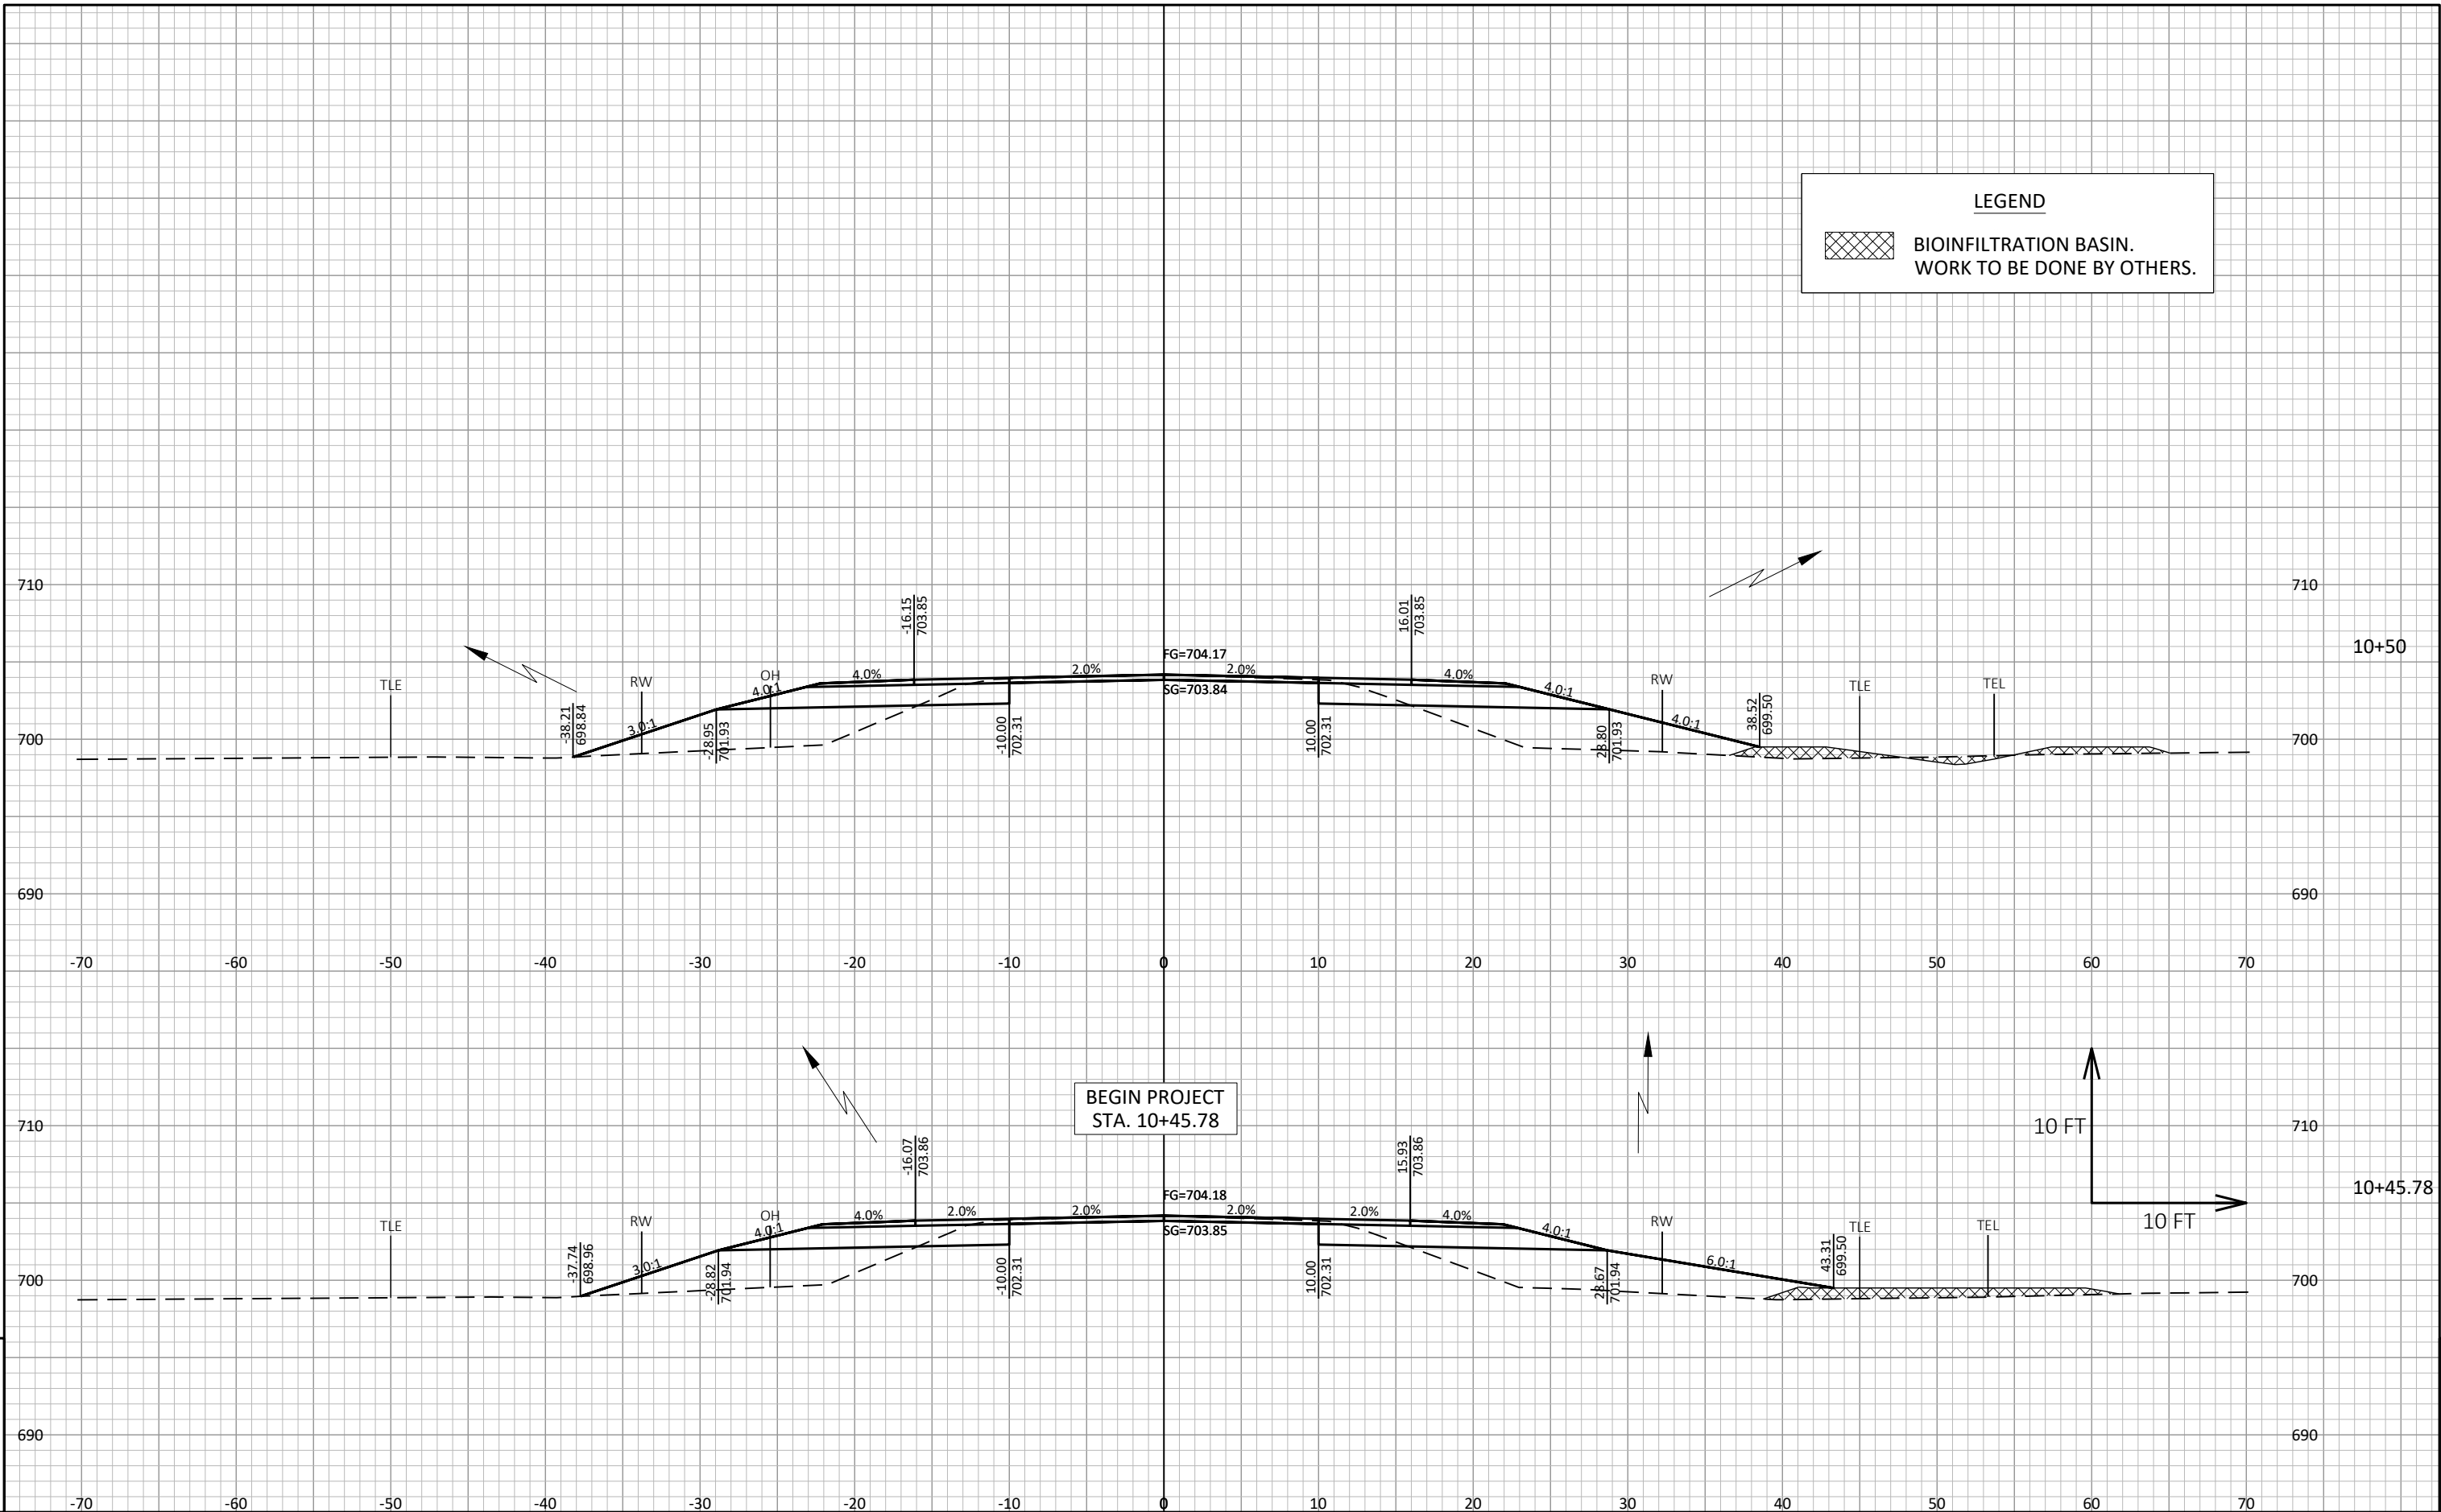 LEGEND
BIOINFILTRATION BASIN.
WORK TO BE DONE BY OTHERS.
710
710
-16.15
703.85
16.01
703.85
10+50
FG=704.17
TLE
RW
OH
4.0:1
4.0%
2.0%
2.0%
4.0%
4.0:1
RW
TLE
TEL
SG=703.84
-38.21
698.84
3.0:1
-28.95
701.93
-10.00
702.31
10.00
702.31
28.80
701.93
4.0:1
38.52
699.50
700
700
690
690
-70 -60 -50 -40 -30 -20 -10 0 10 20 30 40 50 60 70
BEGIN PROJECT
STA. 10+45.78
10 FT
10 FT
710
710
-16.07
703.86
15.93
703.86
10+45.78
FG=704.18
TLE
RW
OH
4.0:1
4.0%
2.0%
2.0%
2.0%
2.0%
4.0%
4.0:1
RW
TLE
TEL
SG=703.85
-37.74
698.96
3.0:1
-28.82
701.94
-10.00
702.31
10.00
702.31
28.67
701.94
6.0:1
43.31
699.50
700
700
690
690
-70 -60 -50 -40 -30 -20 -10 0 10 20 30 40 50 60 70